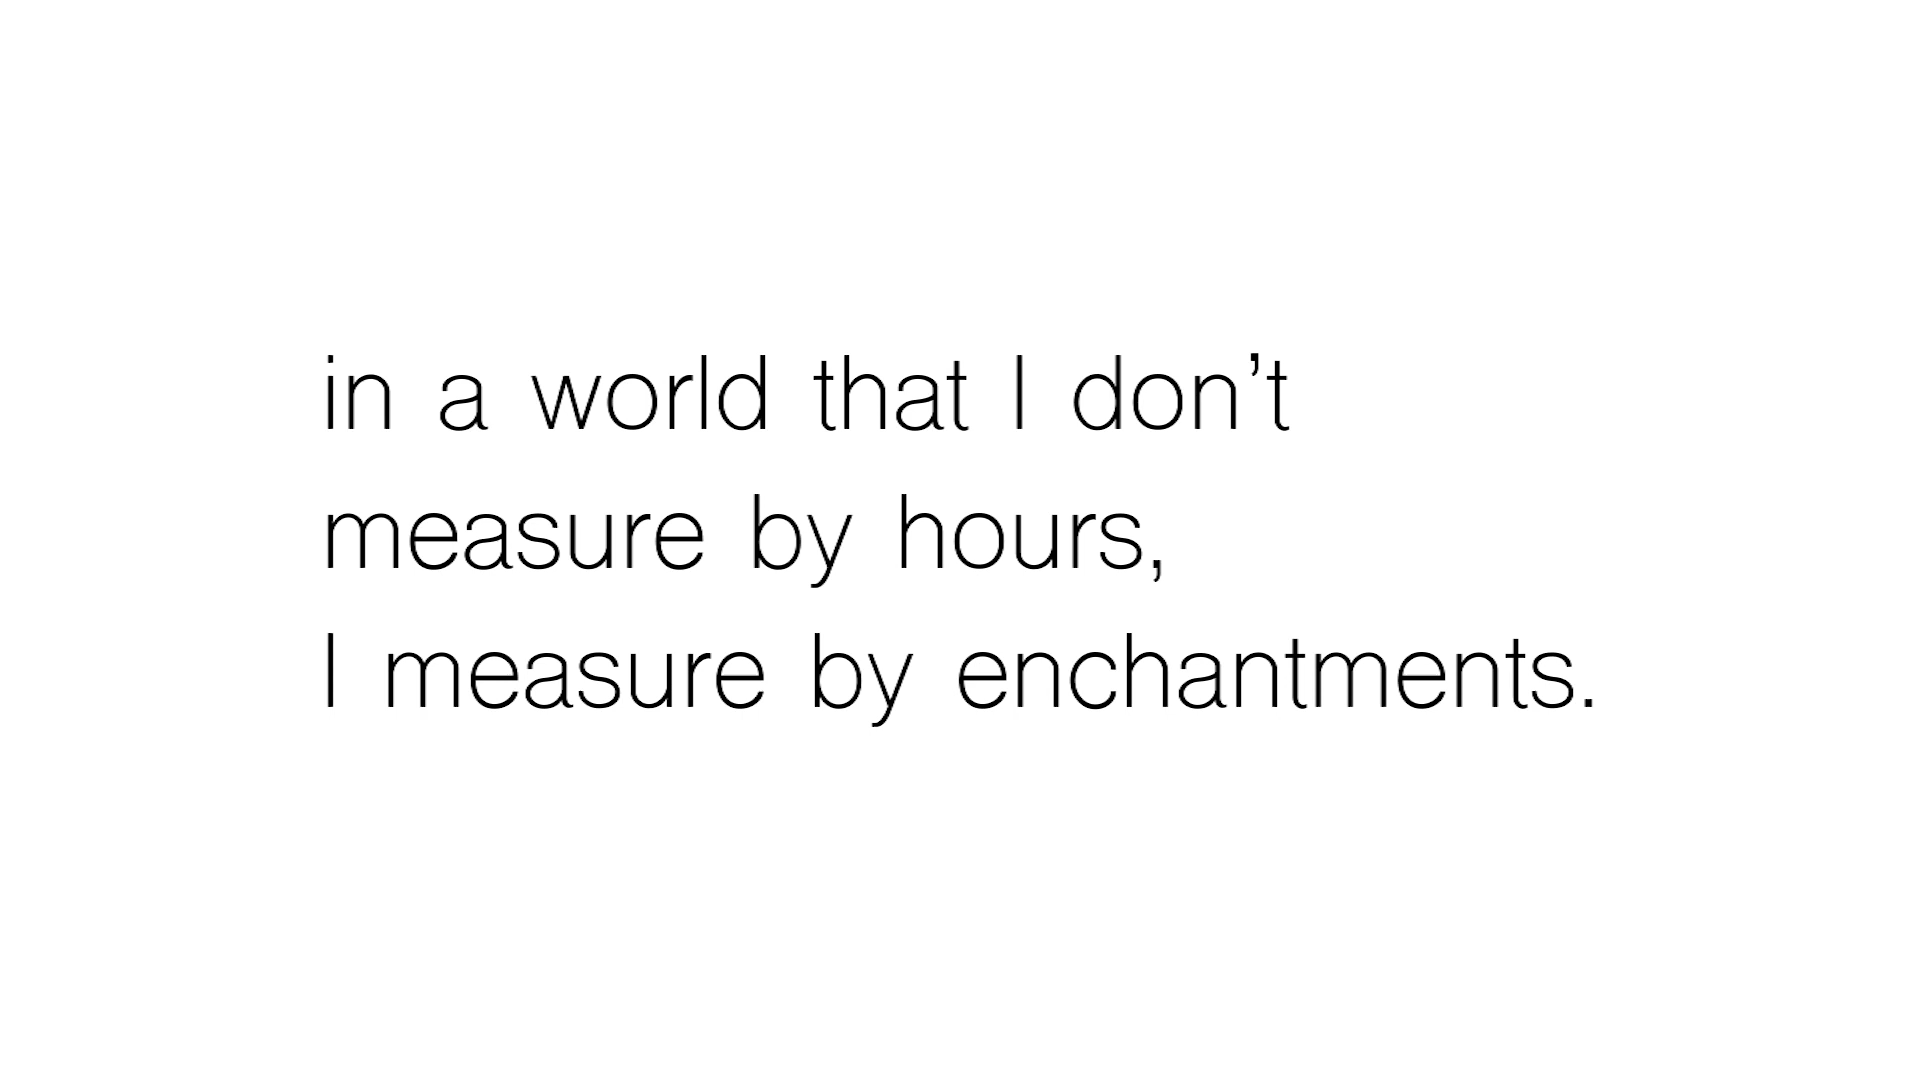 in a world that I don’t
measure by hours,
I measure by enchantments.